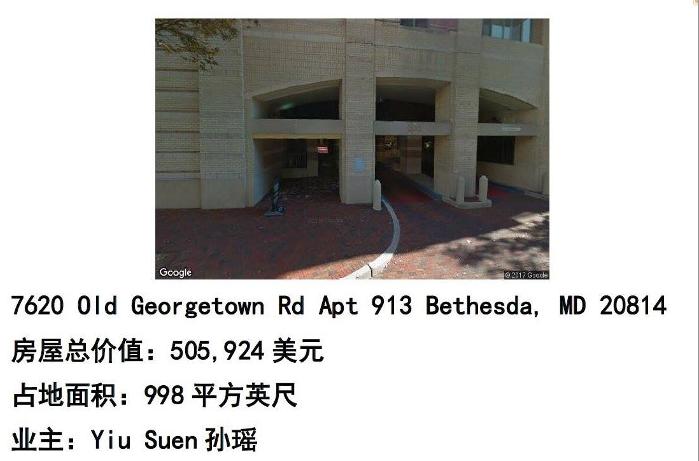 Google
© 2017 Google
7620 Old Georgetown Rd Apt 913 Bethesda, MD 20814
房屋总价值：505,924 美元
占地面积：998 平方英尺
业主：Yiu Suen 孙瑶